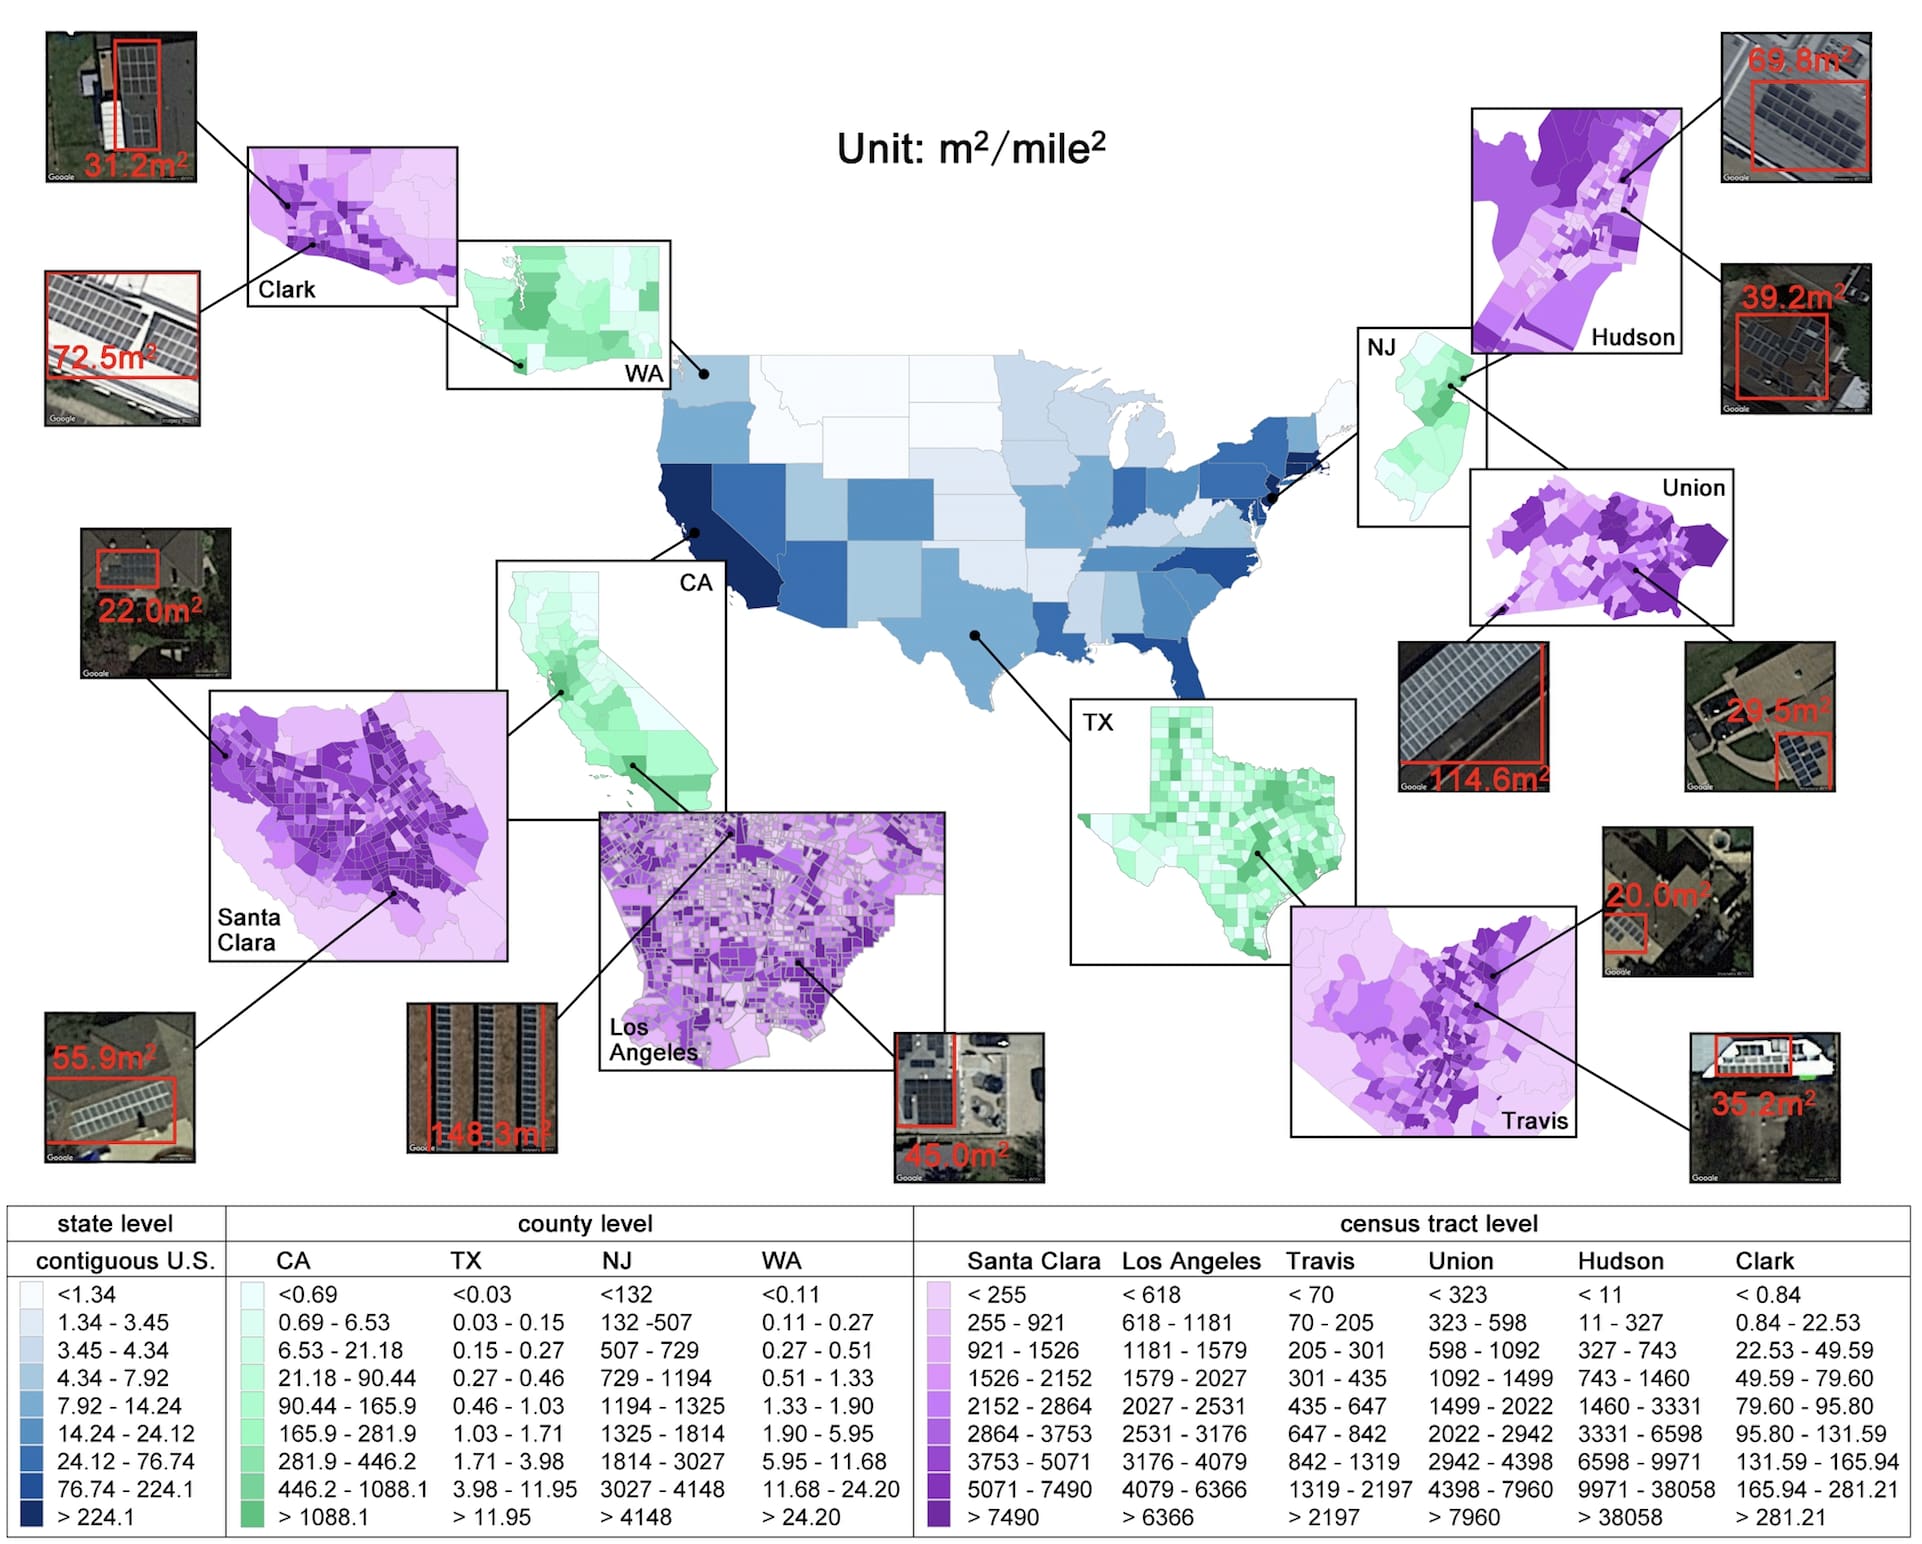 Unit: m²/mile²
31.2m²
69.8m²
Clark
72.5m²
WA
Hudson
39.2m²
NJ
Union
22.0m²
CA
TX
114.6m²
29.5m²
Santa
Clara
20.0m²
Los
Angeles
55.9m²
148.3m²
45.0m²
Travis
35.2m²
Google
Google
Google
Google
Google
Google
Google
Google
Google
Google
Google
Google
state level county level census tract level
contiguous U.S. CA TX NJ WA Santa Clara Los Angeles Travis Union Hudson Clark
<1.34 <0.69 <0.03 <132 <0.11 < 255 < 618 < 70 < 323 < 11 < 0.84
1.34 - 3.45 0.69 - 6.53 0.03 - 0.15 132 -507 0.11 - 0.27 255 - 921 618 - 1181 70 - 205 323 - 598 11 - 327 0.84 - 22.53
3.45 - 4.34 6.53 - 21.18 0.15 - 0.27 507 - 729 0.27 - 0.51 921 - 1526 1181 - 1579 205 - 301 598 - 1092 327 - 743 22.53 - 49.59
4.34 - 7.92 21.18 - 90.44 0.27 - 0.46 729 - 1194 0.51 - 1.33 1526 - 2152 1579 - 2027 301 - 435 1092 - 1499 743 - 1460 49.59 - 79.60
7.92 - 14.24 90.44 - 165.9 0.46 - 1.03 1194 - 1325 1.33 - 1.90 2152 - 2864 2027 - 2531 435 - 647 1499 - 2022 1460 - 3331 79.60 - 95.80
14.24 - 24.12 165.9 - 281.9 1.03 - 1.71 1325 - 1814 1.90 - 5.95 2864 - 3753 2531 - 3176 647 - 842 2022 - 2942 3331 - 6598 95.80 - 131.59
24.12 - 76.74 281.9 - 446.2 1.71 - 3.98 1814 - 3027 5.95 - 11.68 3753 - 5071 3176 - 4079 842 - 1319 2942 - 4398 6598 - 9971 131.59 - 165.94
76.74 - 224.1 446.2 - 1088.1 3.98 - 11.95 3027 - 4148 11.68 - 24.20 5071 - 7490 4079 - 6366 1319 - 2197 4398 - 7960 9971 - 38058 165.94 - 281.21
> 224.1 > 1088.1 > 11.95 > 4148 > 24.20 > 7490 > 6366 > 2197 > 7960 > 38058 > 281.21